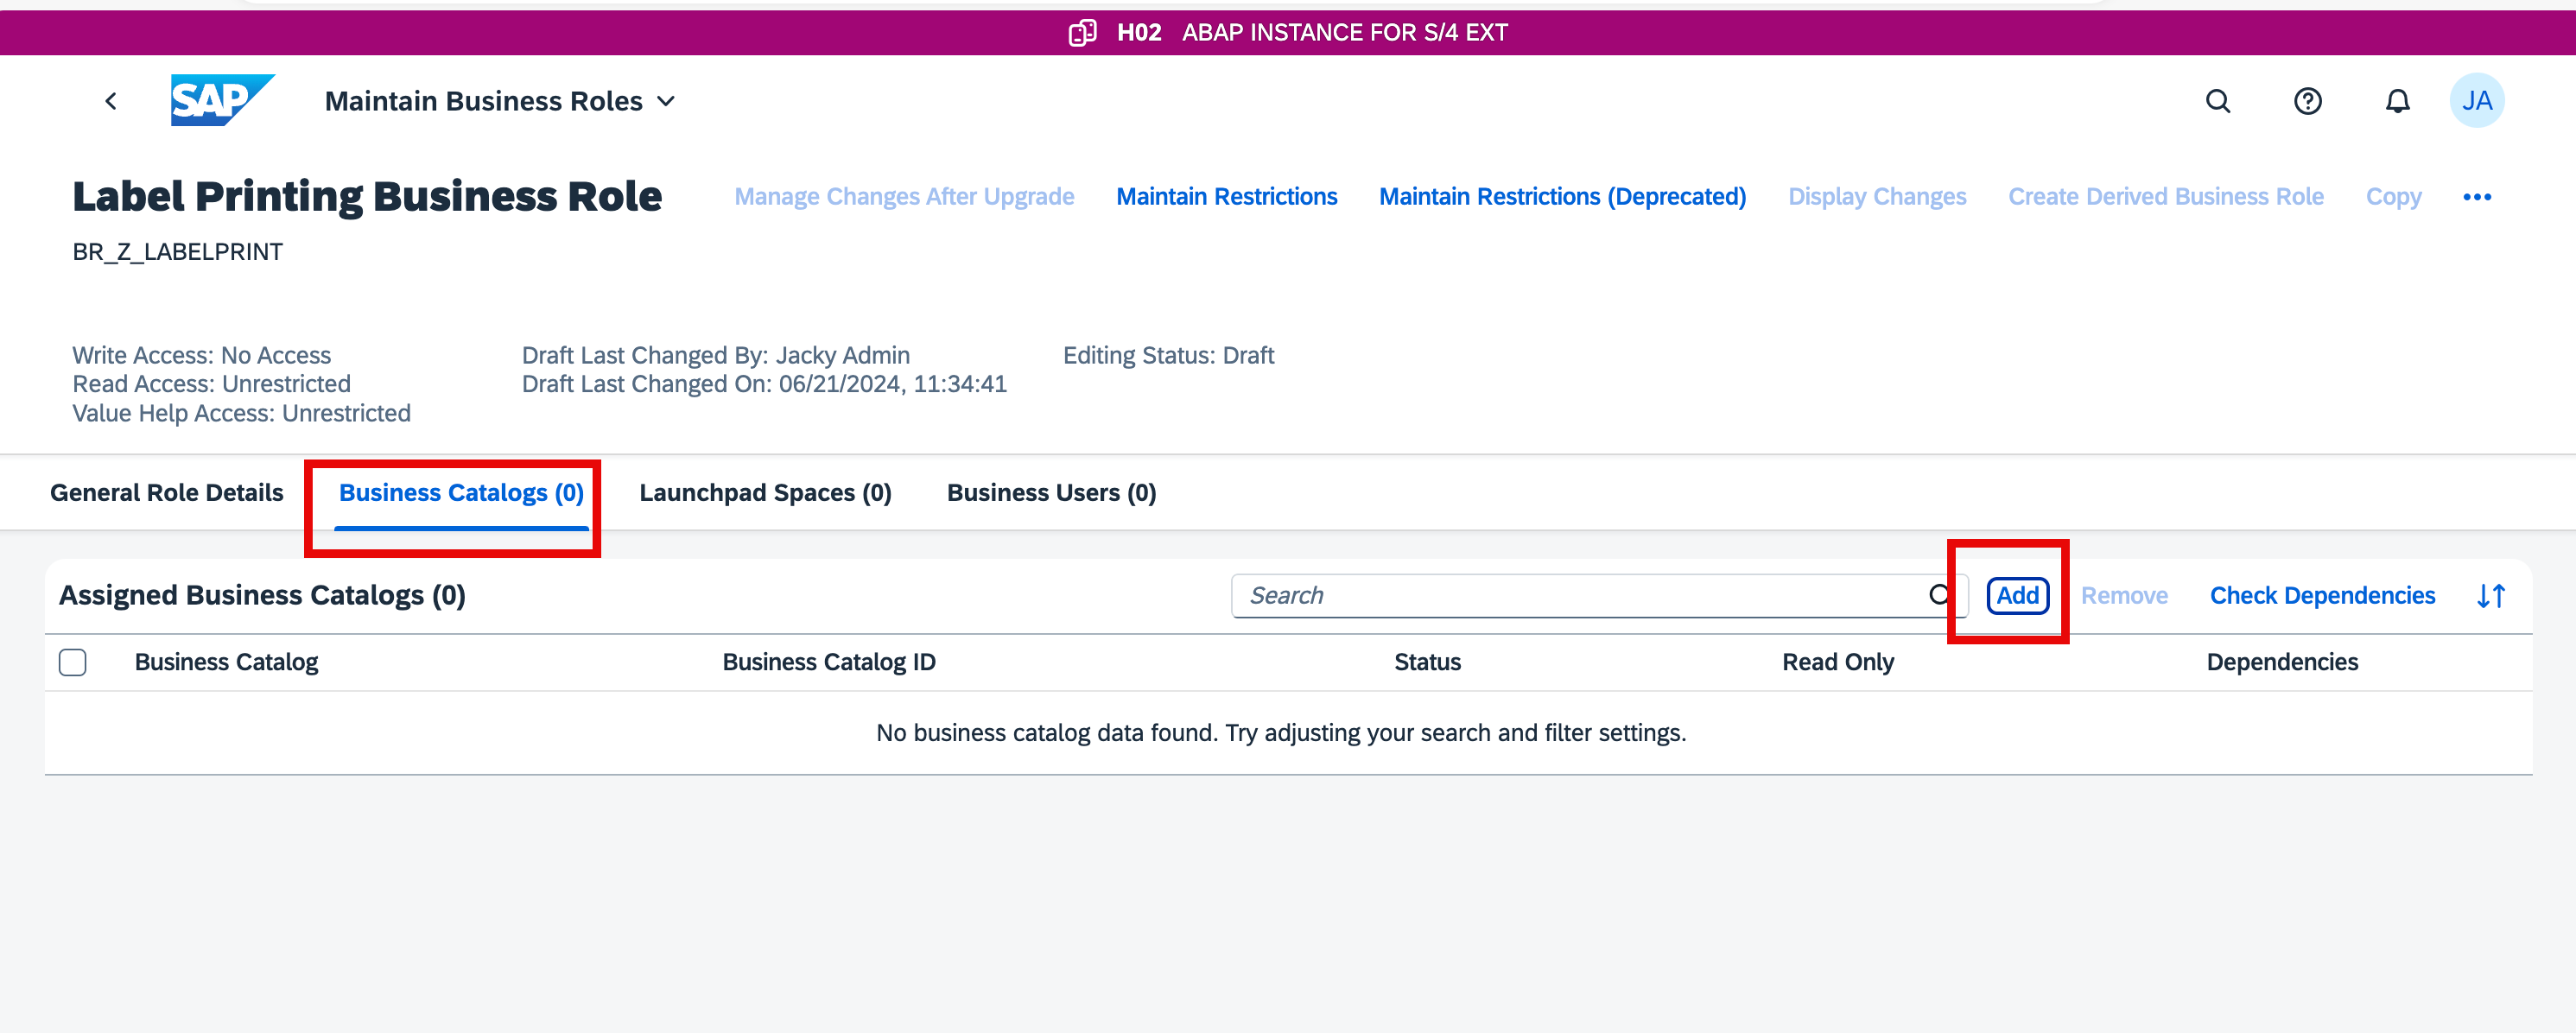 H02 ABAP INSTANCE FOR S/4 EXT
SAP Maintain Business Roles JA
Label Printing Business Role Manage Changes After Upgrade Maintain Restrictions Maintain Restrictions (Deprecated) Display Changes Create Derived Business Role Copy
BR_Z_LABELPRINT
Write Access: No Access Draft Last Changed By: Jacky Admin Editing Status: Draft
Read Access: Unrestricted Draft Last Changed On: 06/21/2024, 11:34:41
Value Help Access: Unrestricted
General Role Details Business Catalogs (0) Launchpad Spaces (0) Business Users (0)
Assigned Business Catalogs (0) Search Add Remove Check Dependencies
Business Catalog Business Catalog ID Status Read Only Dependencies
No business catalog data found. Try adjusting your search and filter settings.